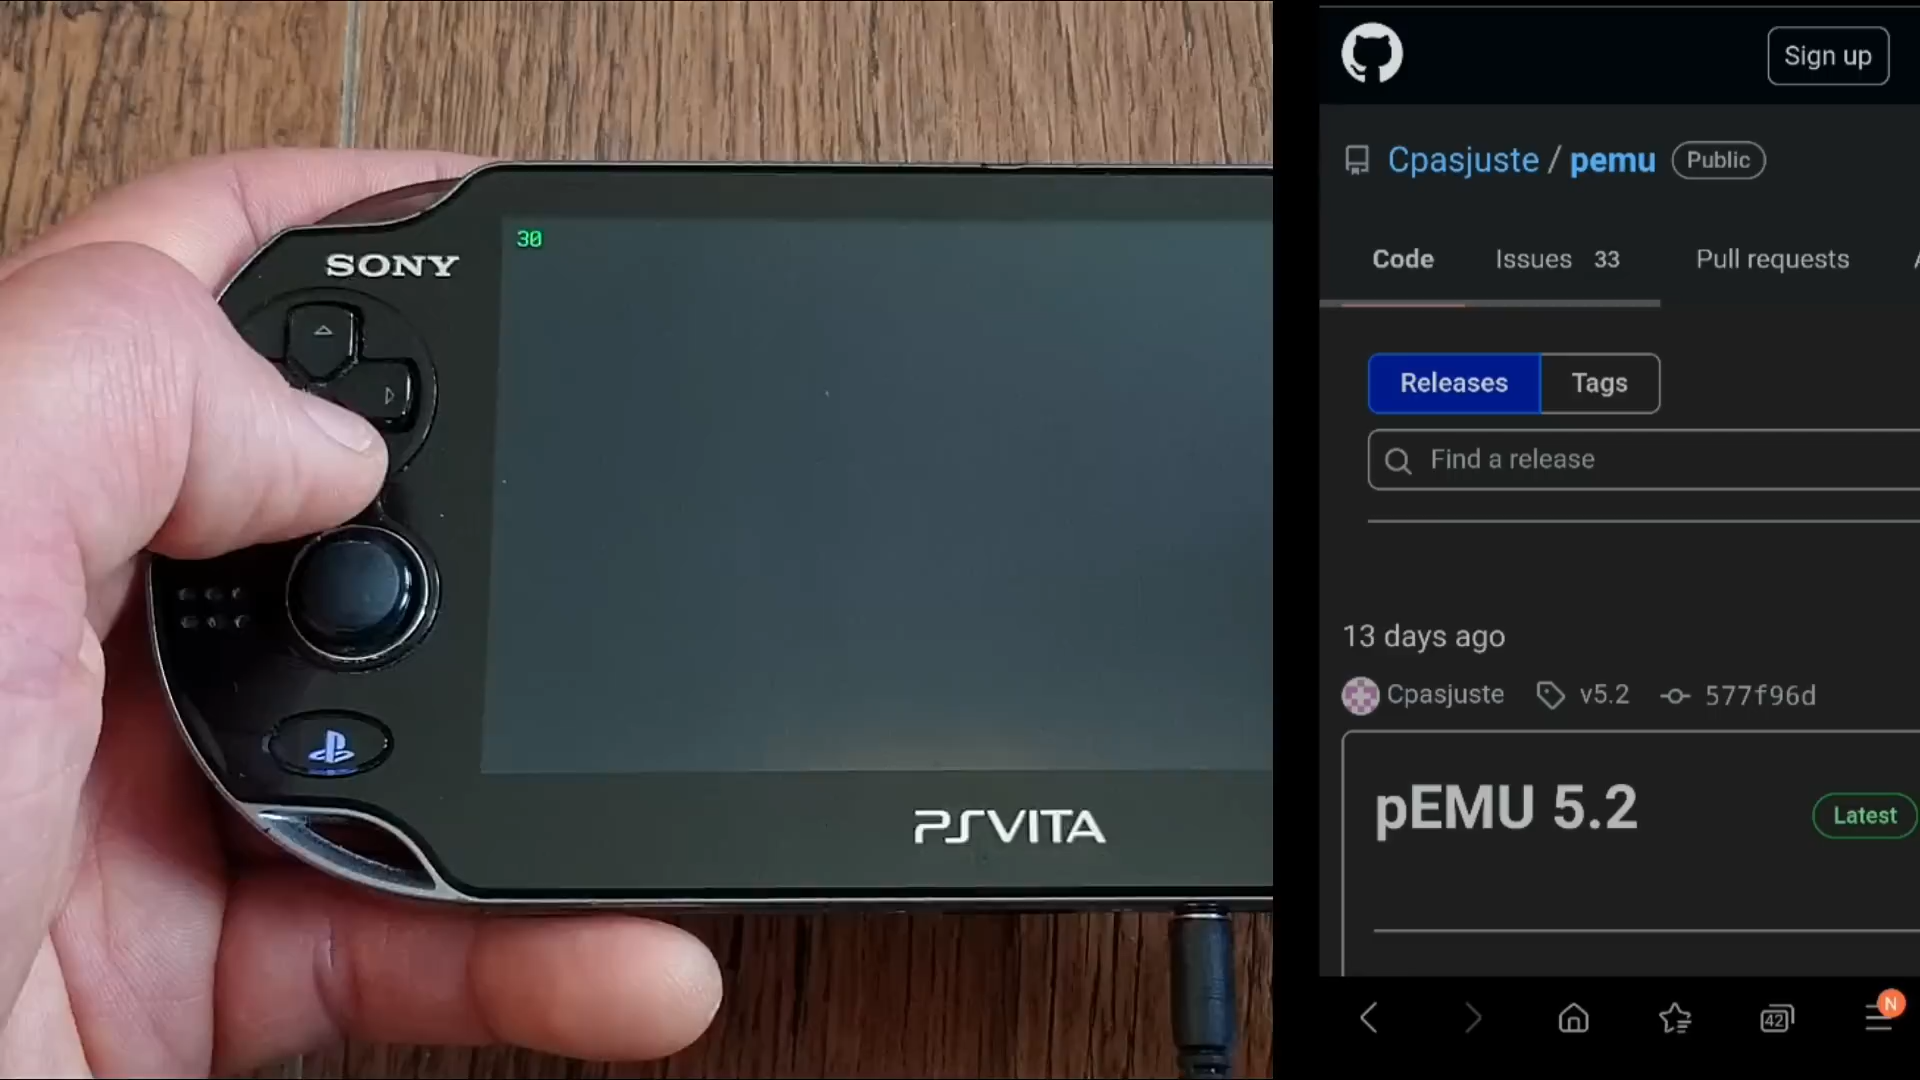 30
SONY
PSVITA
Sign up
Cpasjuste / pemu Public
Code Issues 33 Pull requests
Releases Tags
Find a release
13 days ago
Cpasjuste v5.2 577f96d
pEMU 5.2 Latest
42 N